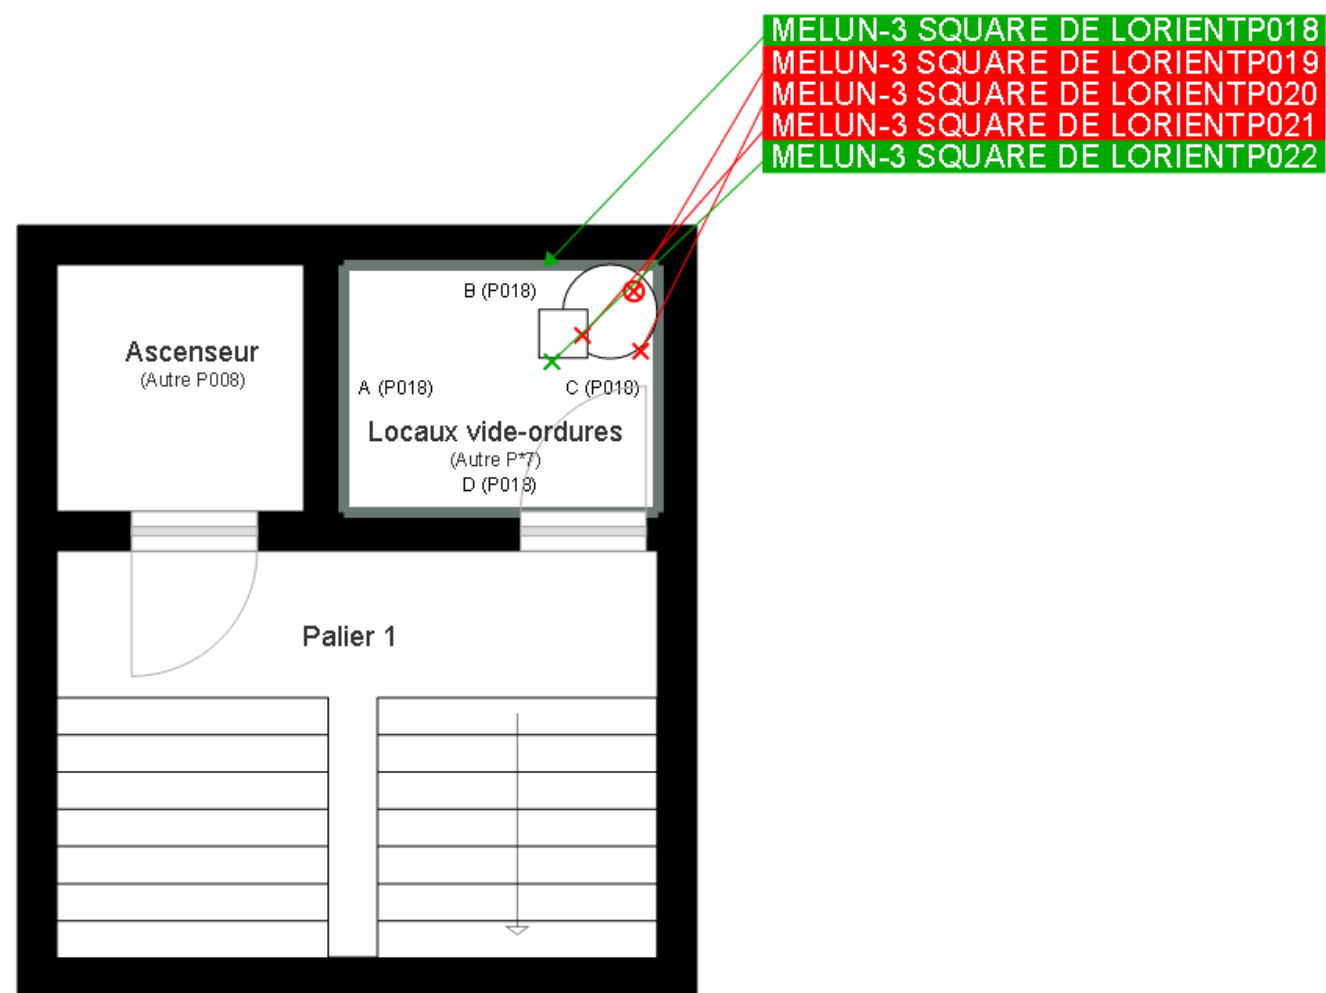 MELUN-3 SQUARE DE LORIENTP018
MELUN-3 SQUARE DE LORIENTP019
MELUN-3 SQUARE DE LORIENTP020
MELUN-3 SQUARE DE LORIENTP021
MELUN-3 SQUARE DE LORIENTP022
B (P018)
Ascenseur
(Autre P008)
A (P018)
C (P018)
Locaux vide-ordures
(Autre P*7)
D (P018)
Palier 1